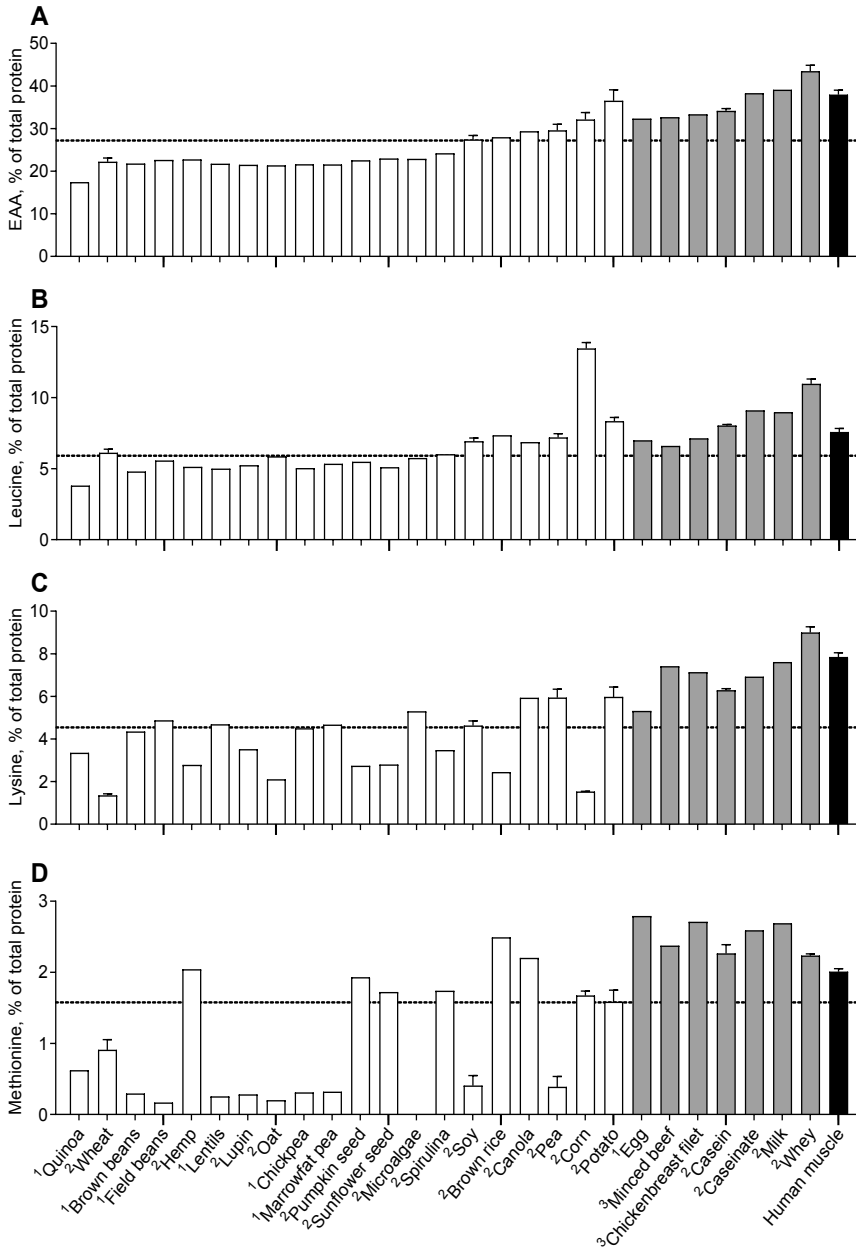 A
EAA, % of total protein
50
40
30
20
10
0
B
Leucine, % of total protein
15
10
5
0
C
Lysine, % of total protein
10
8
6
4
2
0
D
Methionine, % of total protein
3
2
1
0
1Quinoa
2Wheat
1Brown beans
1Field beans
2Hemp
1Lentils
2Lupin
2Oat
1Chickpea
1Marrowfat pea
2Pumpkin seed
2Sunflower seed
2Microalgae
2Spirulina
2Soy
2Brown rice
2Canola
2Pea
2Corn
2Potato
1Egg
3Minced beef
3Chickenbreast filet
2Casein
2Caseinate
2Milk
2Whey
Human muscle